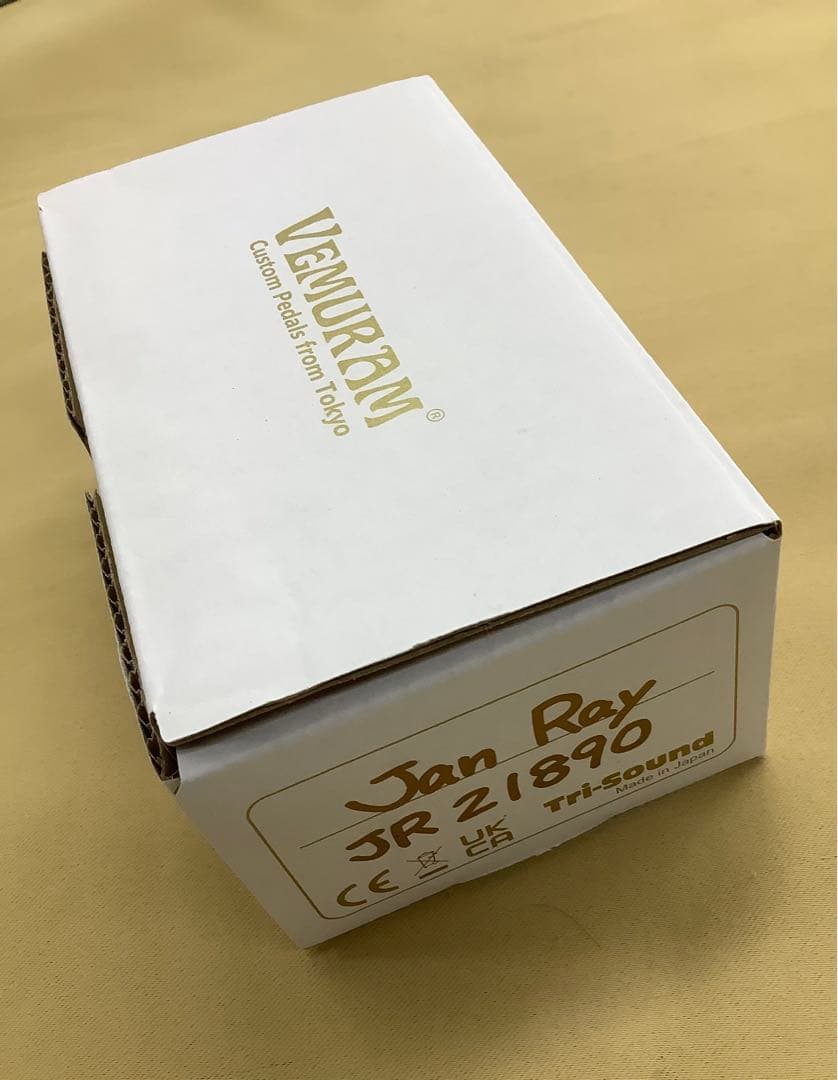 VEMURAM®
Custom Pedals from Tokyo
Jan Ray
JR 21890
Tri-Sound
Made in Japan
CE UK CA